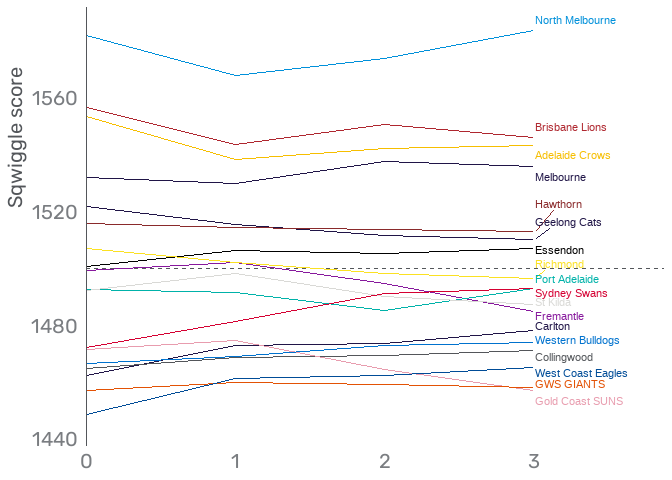 North Melbourne
Sqwiggle score
1560
Brisbane Lions
Adelaide Crows
Melbourne
Hawthorn
1520
Geelong Cats
Essendon
Richmond
Port Adelaide
Sydney Swans
St Kilda
Fremantle
1480
Carlton
Western Bulldogs
Collingwood
West Coast Eagles
GWS GIANTS
Gold Coast SUNS
1440
0 1 2 3